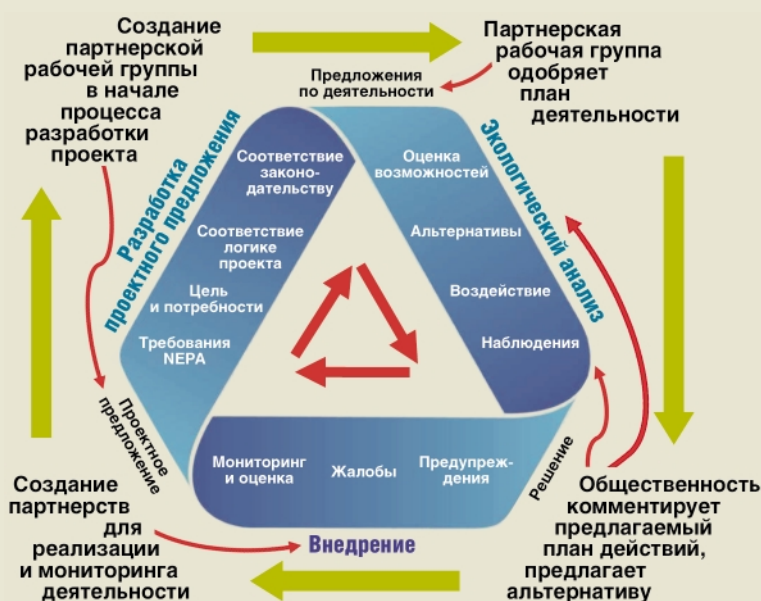 Создание
партнерской
рабочей группы
в начале
процесса
разработки
проекта
Предложения
по деятельности
Партнерская
рабочая группа
одобряет
план
деятельности
Разработка
проектного предложения
Соответствие
законо-
дательству
Соответствие
логике
проекта
Цель
и потребности
Требования
NEPA
Оценка
возможностей
Альтернативы
Воздействие
Наблюдения
Экологический анализ
Проектное
предложение
Мониторинг
и оценка
Жалобы
Предупреж-
дения
Решение
Внедрение
Создание
партнерств
для
реализации
и мониторинга
деятельности
Общественность
комментирует
предлагаемый
план действий,
предлагает
альтернативу